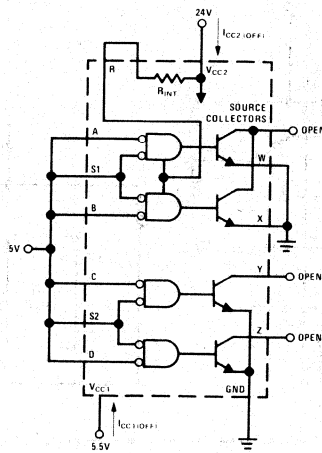 24V
ICC2(OFF)
R
RINT
VCC2
SOURCE
COLLECTORS
OPEN
A
W
S1
B
X
5V
C
Y
OPEN
S2
Z
OPEN
D
VCC1
GND
ICC1(OFF)
5.5V